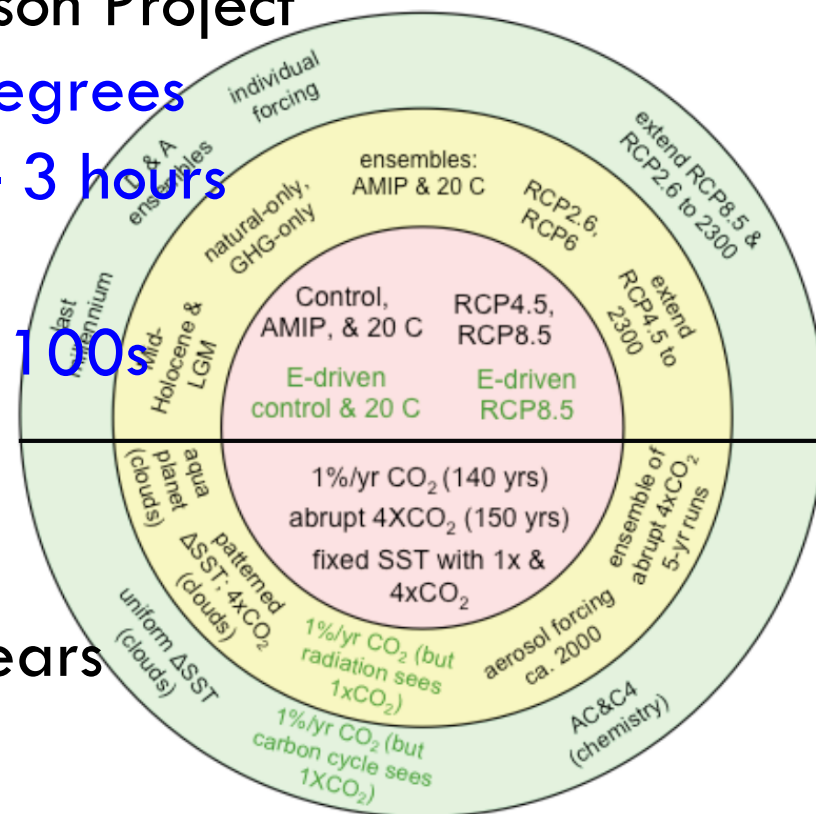 son Project
egrees
- 3 hours
100s
ears
individual
forcing
D & A
ensembles
last
millennium
extend RCP8.5 &
RCP2.6 to 2300
ensembles:
AMIP & 20 C
natural-only,
GHG-only
RCP2.6,
RCP6
Mid-
Holocene &
LGM
extend
RCP4.5 to
2300
Control,
AMIP, & 20 C
RCP4.5,
RCP8.5
E-driven
control & 20 C
E-driven
RCP8.5
1%/yr CO₂ (140 yrs)
abrupt 4XCO₂ (150 yrs)
fixed SST with 1x &
4xCO₂
aqua
planet
(clouds)
patterned
ΔSST; 4xCO₂
(clouds)
1%/yr CO₂ (but
radiation sees
1xCO₂)
aerosol forcing
ca. 2000
ensemble of
abrupt 4xCO₂
5-yr runs
uniform ΔSST
(clouds)
1%/yr CO₂ (but
carbon cycle sees
1XCO₂)
AC&C4
(chemistry)